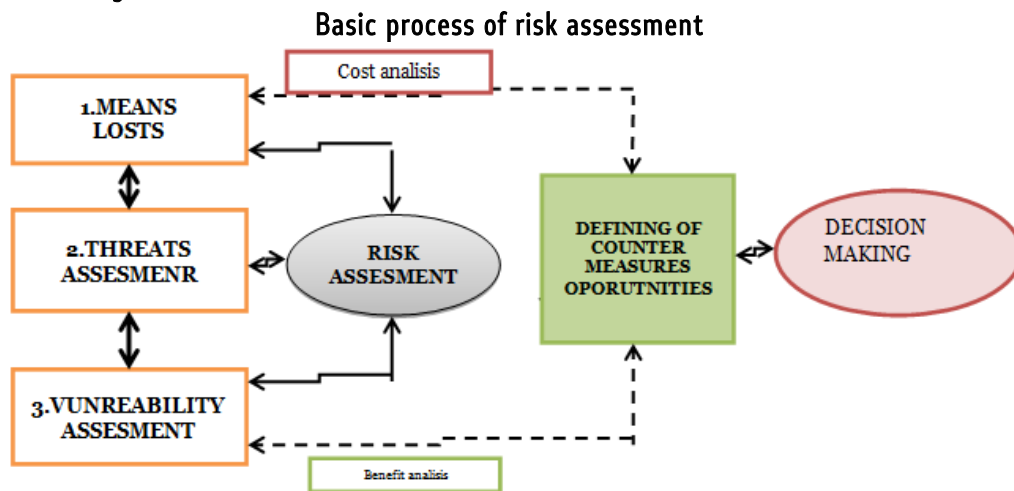 Basic process of risk assessment
Cost analisis
1.MEANS
LOSTS
2.THREATS
ASSESMENR
RISK
ASSESMENT
3.VUNREABILITY
ASSESMENT
DEFINING OF
COUNTER
MEASURES
OPORUTNITIES
DECISION
MAKING
Benefit analisis